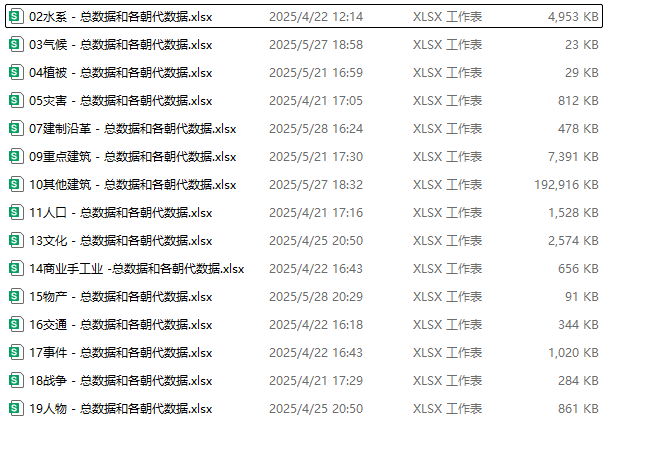 02水系 - 总数据和各朝代数据.xlsx 2025/4/22 12:14 XLSX 工作表 4,953 KB
03气候 - 总数据和各朝代数据.xlsx 2025/5/27 18:58 XLSX 工作表 23 KB
04植被 - 总数据和各朝代数据.xlsx 2025/5/21 16:59 XLSX 工作表 29 KB
05灾害 - 总数据和各朝代数据.xlsx 2025/4/21 17:05 XLSX 工作表 812 KB
07建制沿革 - 总数据和各朝代数据.xlsx 2025/5/28 16:24 XLSX 工作表 478 KB
09重点建筑 - 总数据和各朝代数据.xlsx 2025/5/21 17:30 XLSX 工作表 7,391 KB
10其他建筑 - 总数据和各朝代数据.xlsx 2025/5/27 18:32 XLSX 工作表 192,916 KB
11人口 - 总数据和各朝代数据.xlsx 2025/4/21 17:16 XLSX 工作表 1,528 KB
13文化 - 总数据和各朝代数据.xlsx 2025/4/25 20:50 XLSX 工作表 2,574 KB
14商业手工业 -总数据和各朝代数据.xlsx 2025/4/22 16:43 XLSX 工作表 656 KB
15物产 - 总数据和各朝代数据.xlsx 2025/5/28 20:29 XLSX 工作表 91 KB
16交通 - 总数据和各朝代数据.xlsx 2025/4/22 16:18 XLSX 工作表 344 KB
17事件 - 总数据和各朝代数据.xlsx 2025/4/22 16:43 XLSX 工作表 1,020 KB
18战争 - 总数据和各朝代数据.xlsx 2025/4/21 17:29 XLSX 工作表 284 KB
19人物 - 总数据和各朝代数据.xlsx 2025/4/25 20:50 XLSX 工作表 861 KB